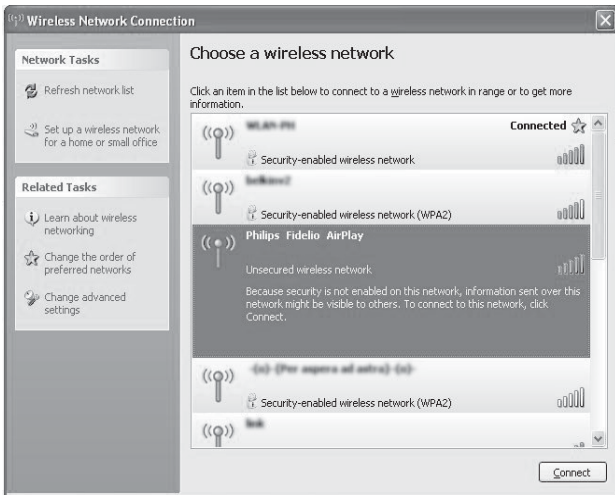 Wireless Network Connection
Network Tasks
Refresh network list
Set up a wireless network
for a home or small office
Related Tasks
Learn about wireless
networking
Change the order of
preferred networks
Change advanced
settings
Choose a wireless network
Click an item in the list below to connect to a wireless network in range or to get more
information.
Connected
Security-enabled wireless network
Security-enabled wireless network (WPA2)
Philips Fidelio AirPlay
Unsecured wireless network
Because security is not enabled on this network, information sent over this
network might be visible to others. To connect to this network, click
Connect.
Security-enabled wireless network (WPA2)
Connect